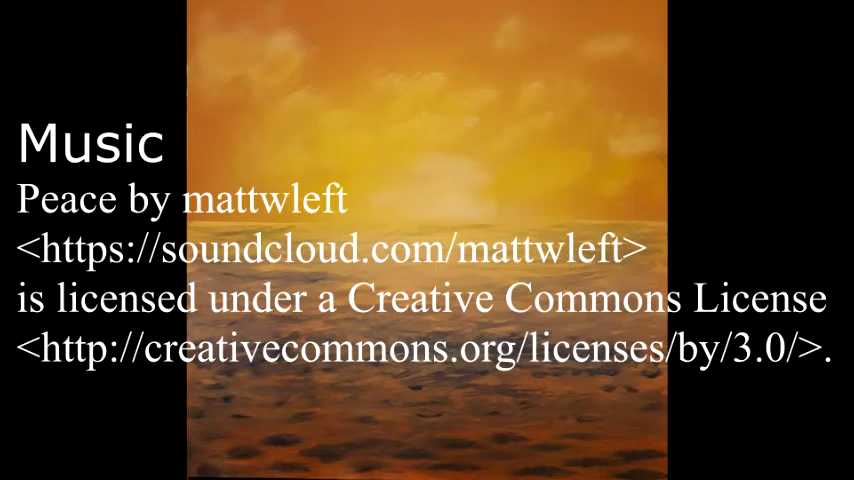 Music
Peace by mattwleft
<https://soundcloud.com/mattwleft>
is licensed under a Creative Commons License
<http://creativecommons.org/licenses/by/3.0/>.